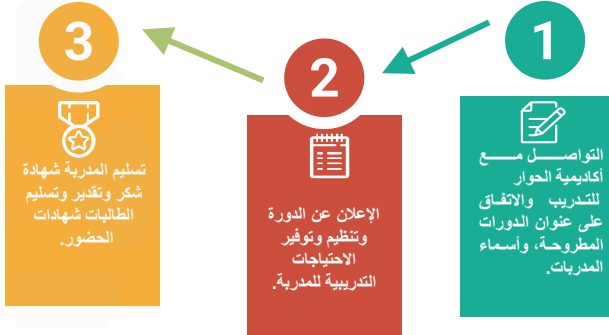 1
التواصل مع
أكاديمية الحوار
للتدريب والاتفاق
على عنوان الدورات
المطروحة، وأسماء
المدربات.
2
الإعلان عن الدورة
وتنظيم وتوفير
الاحتياجات
التدريبية للمدربة.
3
تسليم المدربة شهادة
شكر وتقدير وتسليم
الطالبات شهادات
الحضور.